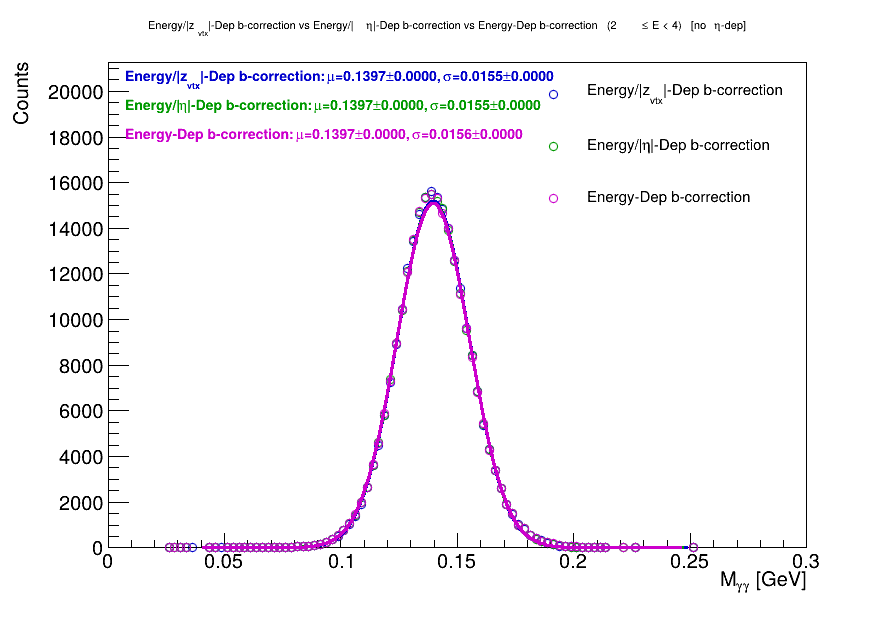 Energy/|z_vtx|-Dep b-correction vs Energy/|η|-Dep b-correction vs Energy-Dep b-correction (2 ≤ E < 4) [no η-dep]
Counts
Energy/|z_vtx|-Dep b-correction: μ=0.1397±0.0000, σ=0.0155±0.0000
Energy/|η|-Dep b-correction: μ=0.1397±0.0000, σ=0.0155±0.0000
Energy-Dep b-correction: μ=0.1397±0.0000, σ=0.0156±0.0000
Energy/|z_vtx|-Dep b-correction
Energy/|η|-Dep b-correction
Energy-Dep b-correction
20000
18000
16000
14000
12000
10000
8000
6000
4000
2000
0
0 0.05 0.1 0.15 0.2 0.25 0.3
M_γγ [GeV]